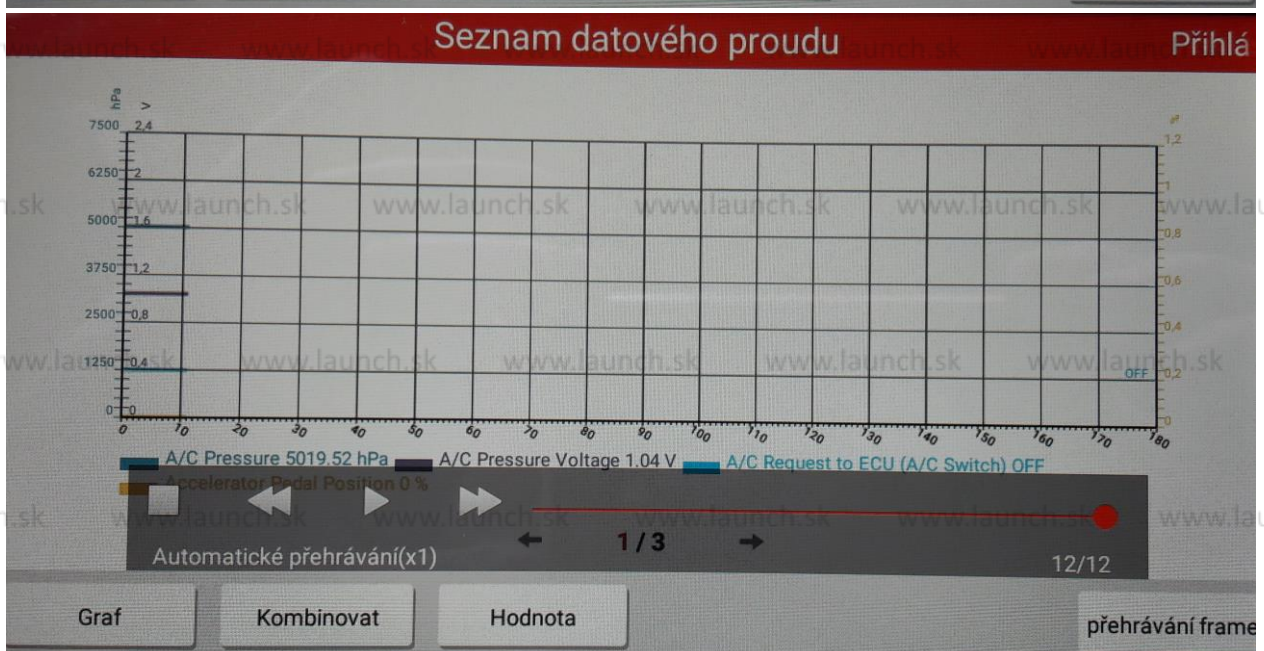 Seznam datového proudu
Přihlá
hPa
V
7500 2,4
6250 2
5000 1,6
3750 1,2
2500 0,8
1250 0,4
0 0
1,2
1
0,8
0,6
0,4
OFF 0,2
0
0 10 20 30 40 50 60 70 80 90 100 110 120 130 140 150 160 170 180
A/C Pressure 5019.52 hPa A/C Pressure Voltage 1.04 V A/C Request to ECU (A/C Switch) OFF
Accelerator Pedal Position 0 %
1 / 3
Automatické přehrávání(x1)
12/12
Graf
Kombinovat
Hodnota
přehrávání frame
www.launch.sk